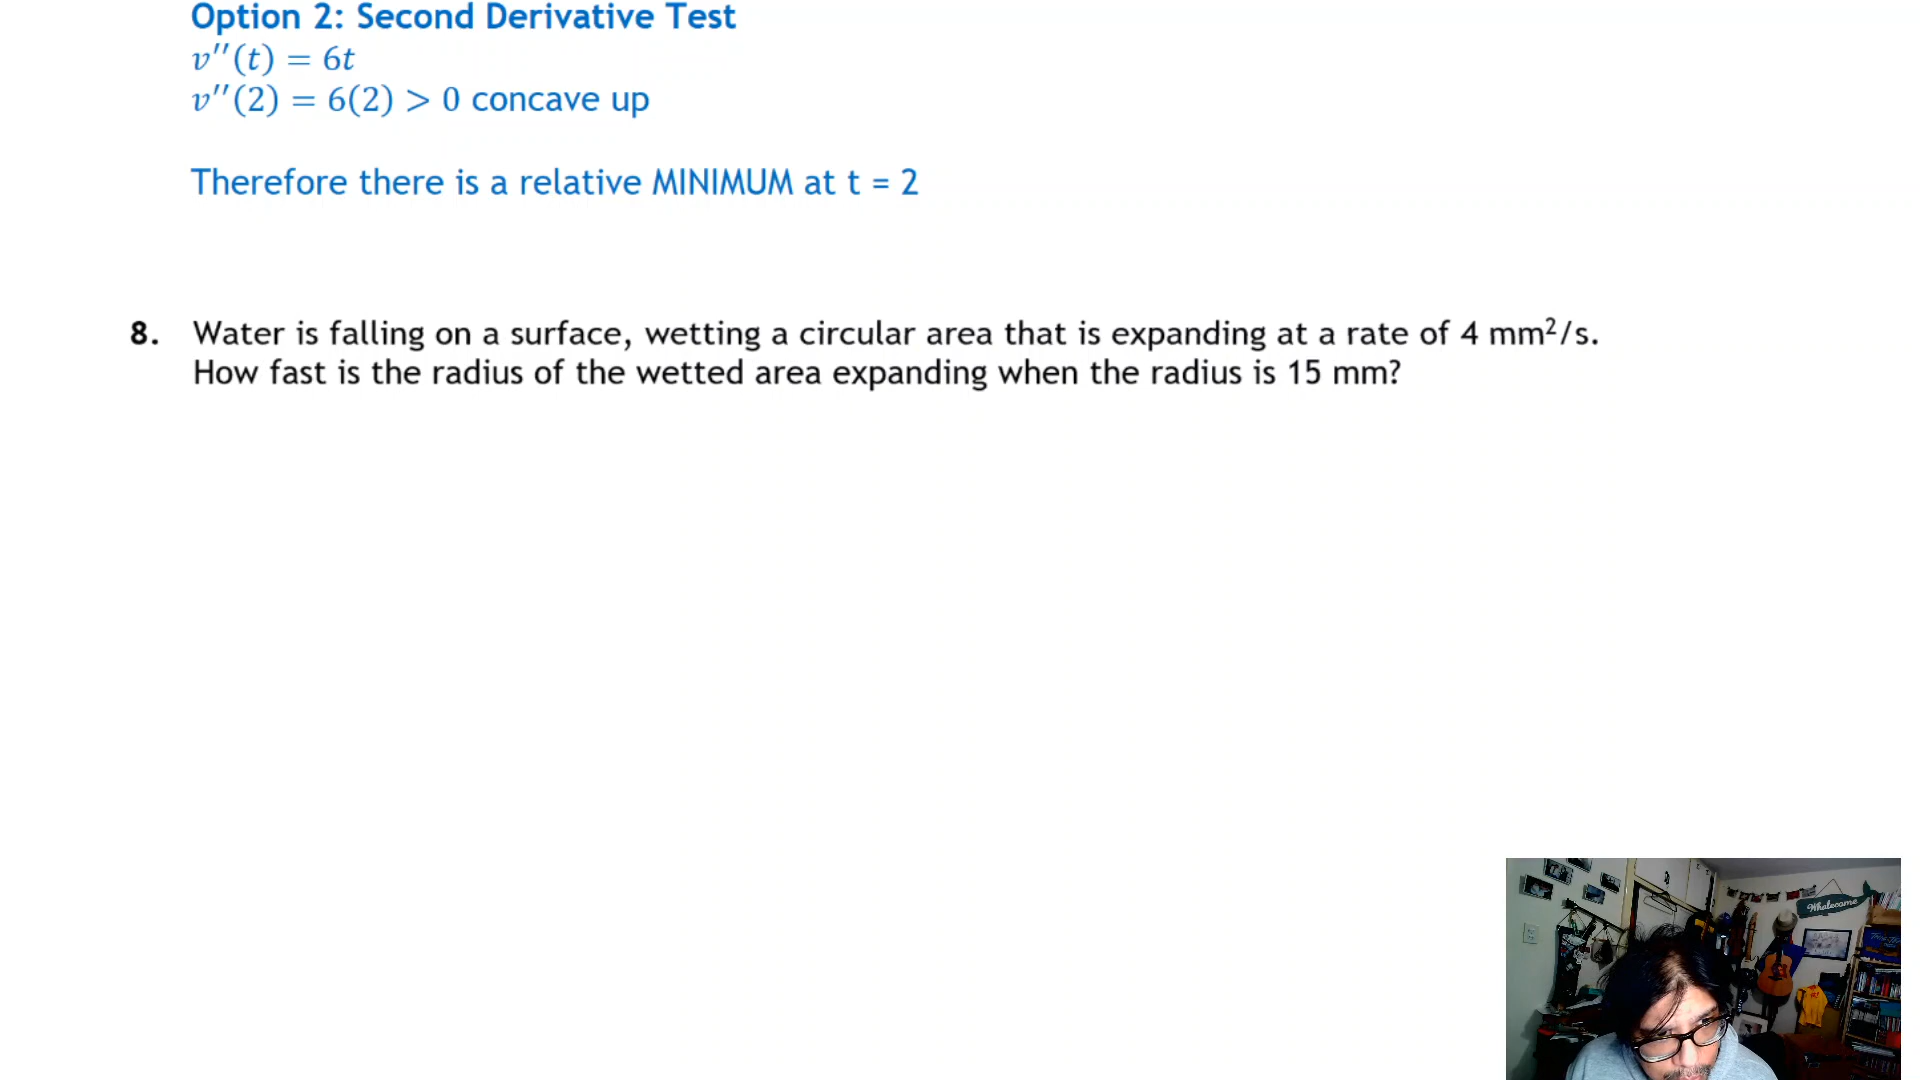 Option 2: Second Derivative Test
v′′(t) = 6t
v′′(2) = 6(2) > 0 concave up
Therefore there is a relative MINIMUM at t = 2
8. Water is falling on a surface, wetting a circular area that is expanding at a rate of 4 mm²/s.
How fast is the radius of the wetted area expanding when the radius is 15 mm?
Whalecome